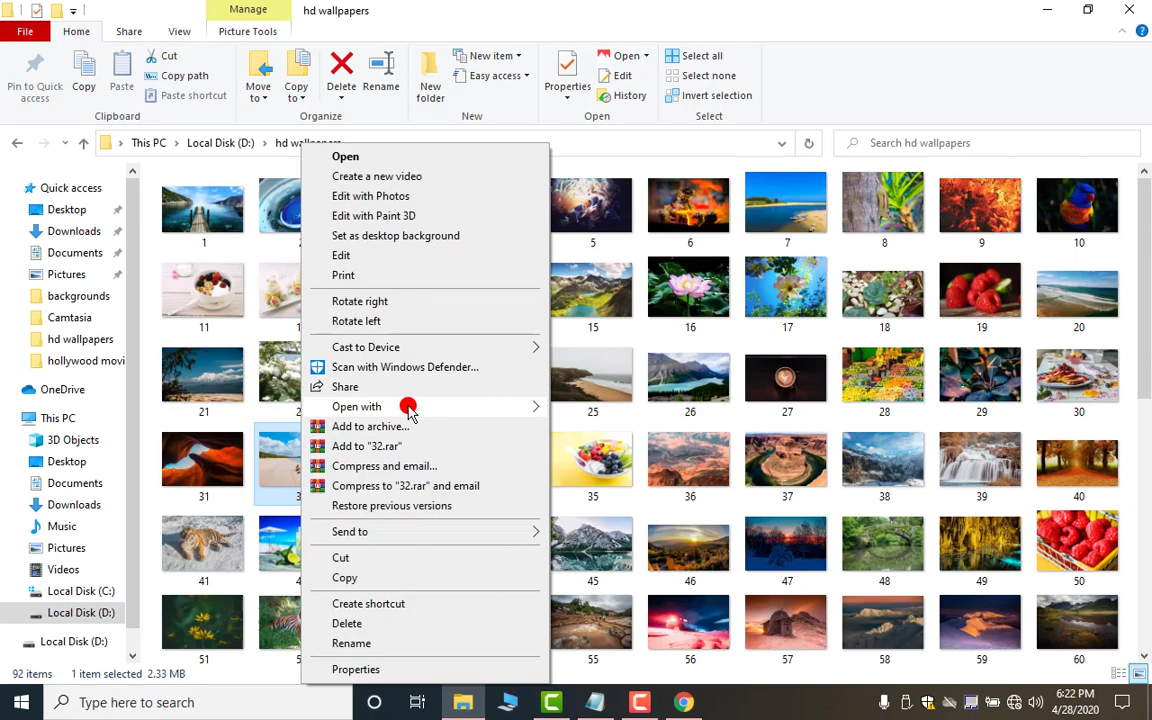 Manage
hd wallpapers
File
Home
Share
View
Picture Tools
Pin to Quick access
Copy
Paste
Cut
Copy path
Paste shortcut
Clipboard
Move to
Copy to
Delete
Rename
Organize
New folder
New item
Easy access
New
Properties
Open
Edit
History
Open
Select all
Select none
Invert selection
Select
This PC > Local Disk (D:) > hd wallpapers
Search hd wallpapers
Quick access
Desktop
Downloads
Documents
Pictures
backgrounds
Camtasia
hd wallpapers
hollywood movi
OneDrive
This PC
3D Objects
Desktop
Documents
Downloads
Music
Pictures
Videos
Local Disk (C:)
Local Disk (D:)
Local Disk (D:)
Open
Create a new video
Edit with Photos
Edit with Paint 3D
Set as desktop background
Edit
Print
Rotate right
Rotate left
Cast to Device
Scan with Windows Defender...
Share
Open with
Add to archive...
Add to "32.rar"
Compress and email...
Compress to "32.rar" and email
Restore previous versions
Send to
Cut
Copy
Create shortcut
Delete
Rename
Properties
1 5 6 7 8 9 10
11 15 16 17 18 19 20
21 25 26 27 28 29 30
31 35 36 37 38 39 40
41 45 46 47 48 49 50
51 55 56 57 58 59 60
92 items 1 item selected 2.33 MB
Type here to search
6:22 PM
4/28/2020